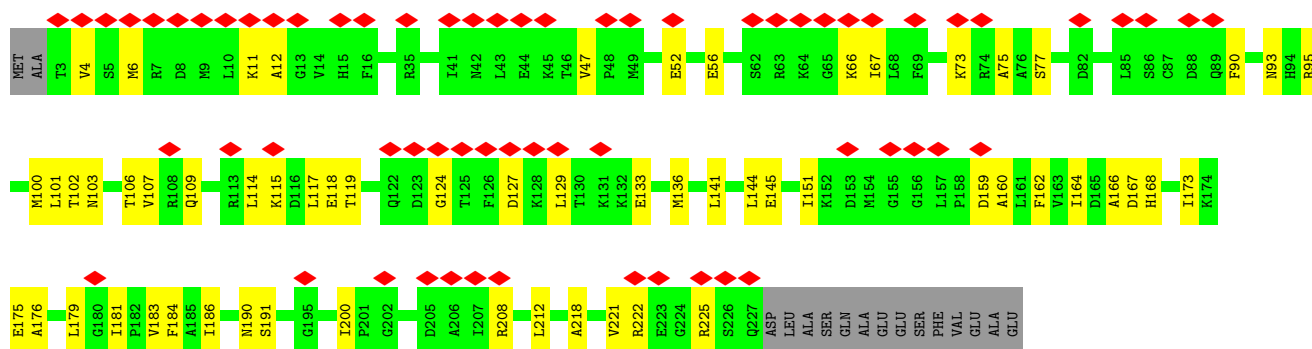 MET ALA T3 V4 S5 M6 R7 D8 M9 L10 K11 A12 G13 V14 H15 F16 R35 I41 N42 L43 E44 K45 T46 V47 P48 M49 E52 E56 S62 R63 K64 G65 K66 I67 L68 F69 K73 R74 A75 A76 S77 D82 L85 S86 C87 D88 Q89 F90 N93 H94 R95
M100 L101 T102 N103 T106 V107 R108 Q109 R113 L114 K115 D116 L117 E118 T119 Q122 D123 G124 T125 F126 D127 K128 L129 T130 K131 K132 E133 M136 L141 L144 E145 I151 K152 D153 M154 G155 G156 L157 P158 D159 A160 L161 F162 V163 I164 D165 A166 D167 H168 I173 K174
E175 A176 L179 G180 I181 P182 V183 F184 A185 I186 N190 S191 G195 I200 P201 G202 D205 A206 I207 R208 L212 A218 V221 R222 E223 G224 R225 S226 Q227 ASP LEU ALA SER GLN ALA GLU GLU SER PHE VAL GLU ALA GLU